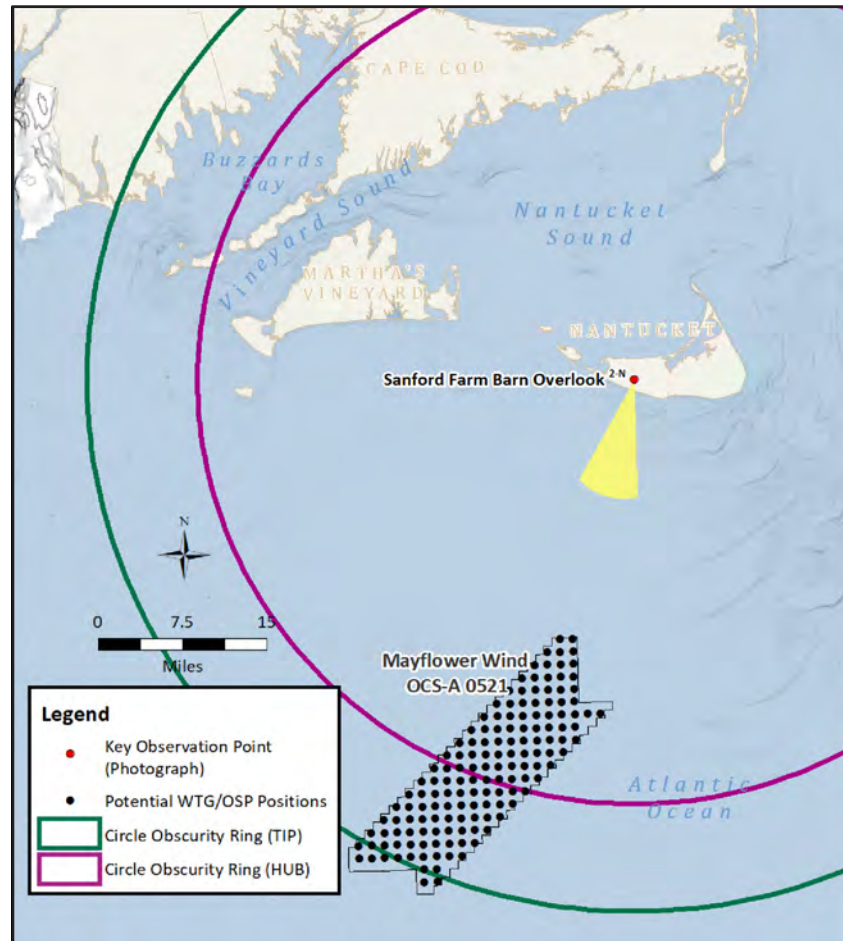 CAPE COD
Buzzards
Bay
Vineyard Sound
Nantucket
Sound
MARTHA'S
VINEYARD
NANTUCKET
Sanford Farm Barn Overlook 2-N
N
0 7.5 15
Miles
Mayflower Wind
OCS-A 0521
Atlantic
Ocean
Legend
Key Observation Point
(Photograph)
Potential WTG/OSP Positions
Circle Obscurity Ring (TIP)
Circle Obscurity Ring (HUB)